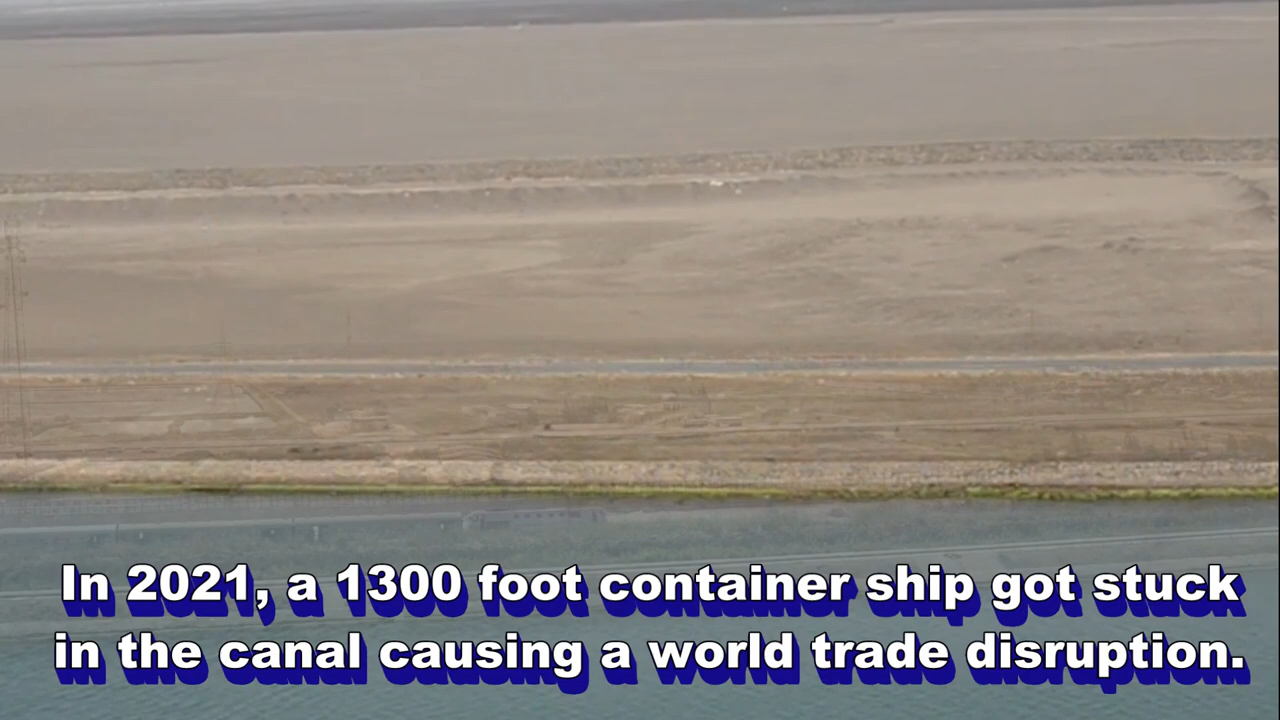 In 2021, a 1300 foot container ship got stuck
in the canal causing a world trade disruption.